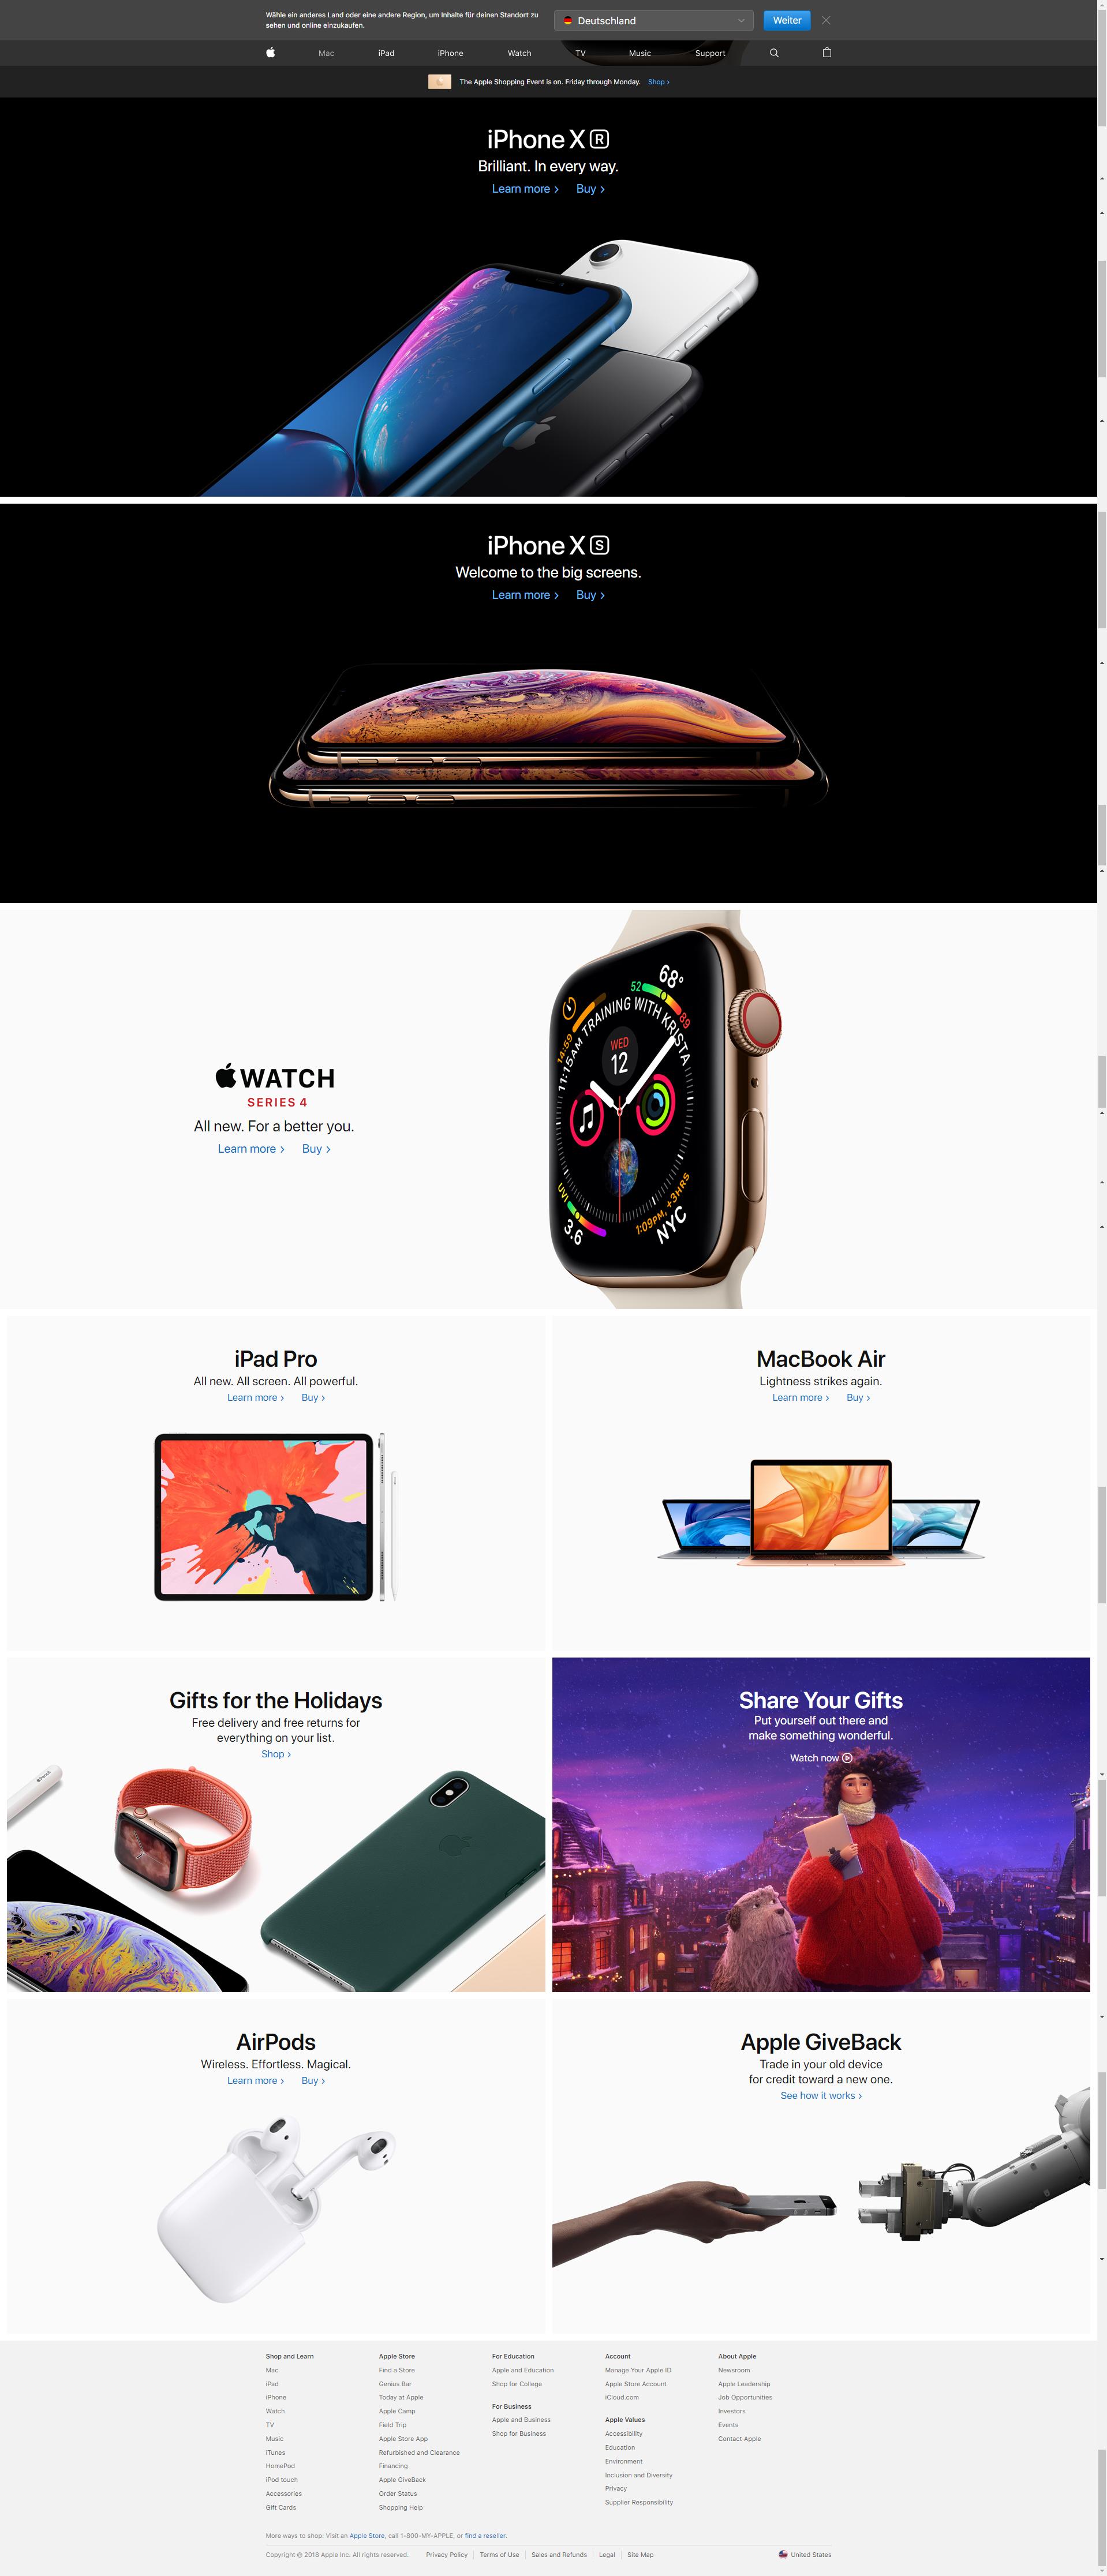 Wähle ein anderes Land oder eine andere Region, um Inhalte für deinen Standort zu
sehen und online einzukaufen.
Deutschland
Weiter
Mac iPad iPhone Watch TV Music Support
The Apple Shopping Event is on. Friday through Monday. Shop >
iPhone X R
Brilliant. In every way.
Learn more > Buy >
iPhone X S
Welcome to the big screens.
Learn more > Buy >
WATCH
SERIES 4
All new. For a better you.
Learn more > Buy >
68°
52
89
14:59
11:15AM TRAINING WITH KRISTA
WED
12
UVI
3.6
1:09PM, +3HRS
NYC
iPad Pro
All new. All screen. All powerful.
Learn more > Buy >
MacBook Air
Lightness strikes again.
Learn more > Buy >
Gifts for the Holidays
Free delivery and free returns for
everything on your list.
Shop >
Share Your Gifts
Put yourself out there and
make something wonderful.
Watch now
AirPods
Wireless. Effortless. Magical.
Learn more > Buy >
Apple GiveBack
Trade in your old device
for credit toward a new one.
See how it works >
Shop and Learn
Mac
iPad
iPhone
Watch
TV
Music
iTunes
HomePod
iPod touch
Accessories
Gift Cards
Apple Store
Find a Store
Genius Bar
Today at Apple
Apple Camp
Field Trip
Apple Store App
Refurbished and Clearance
Financing
Apple GiveBack
Order Status
Shopping Help
For Education
Apple and Education
Shop for College
For Business
Apple and Business
Shop for Business
Account
Manage Your Apple ID
Apple Store Account
iCloud.com
Apple Values
Accessibility
Education
Environment
Inclusion and Diversity
Privacy
Supplier Responsibility
About Apple
Newsroom
Apple Leadership
Job Opportunities
Investors
Events
Contact Apple
More ways to shop: Visit an Apple Store, call 1-800-MY-APPLE, or find a reseller.
Copyright © 2018 Apple Inc. All rights reserved. Privacy Policy | Terms of Use | Sales and Refunds | Legal | Site Map United States